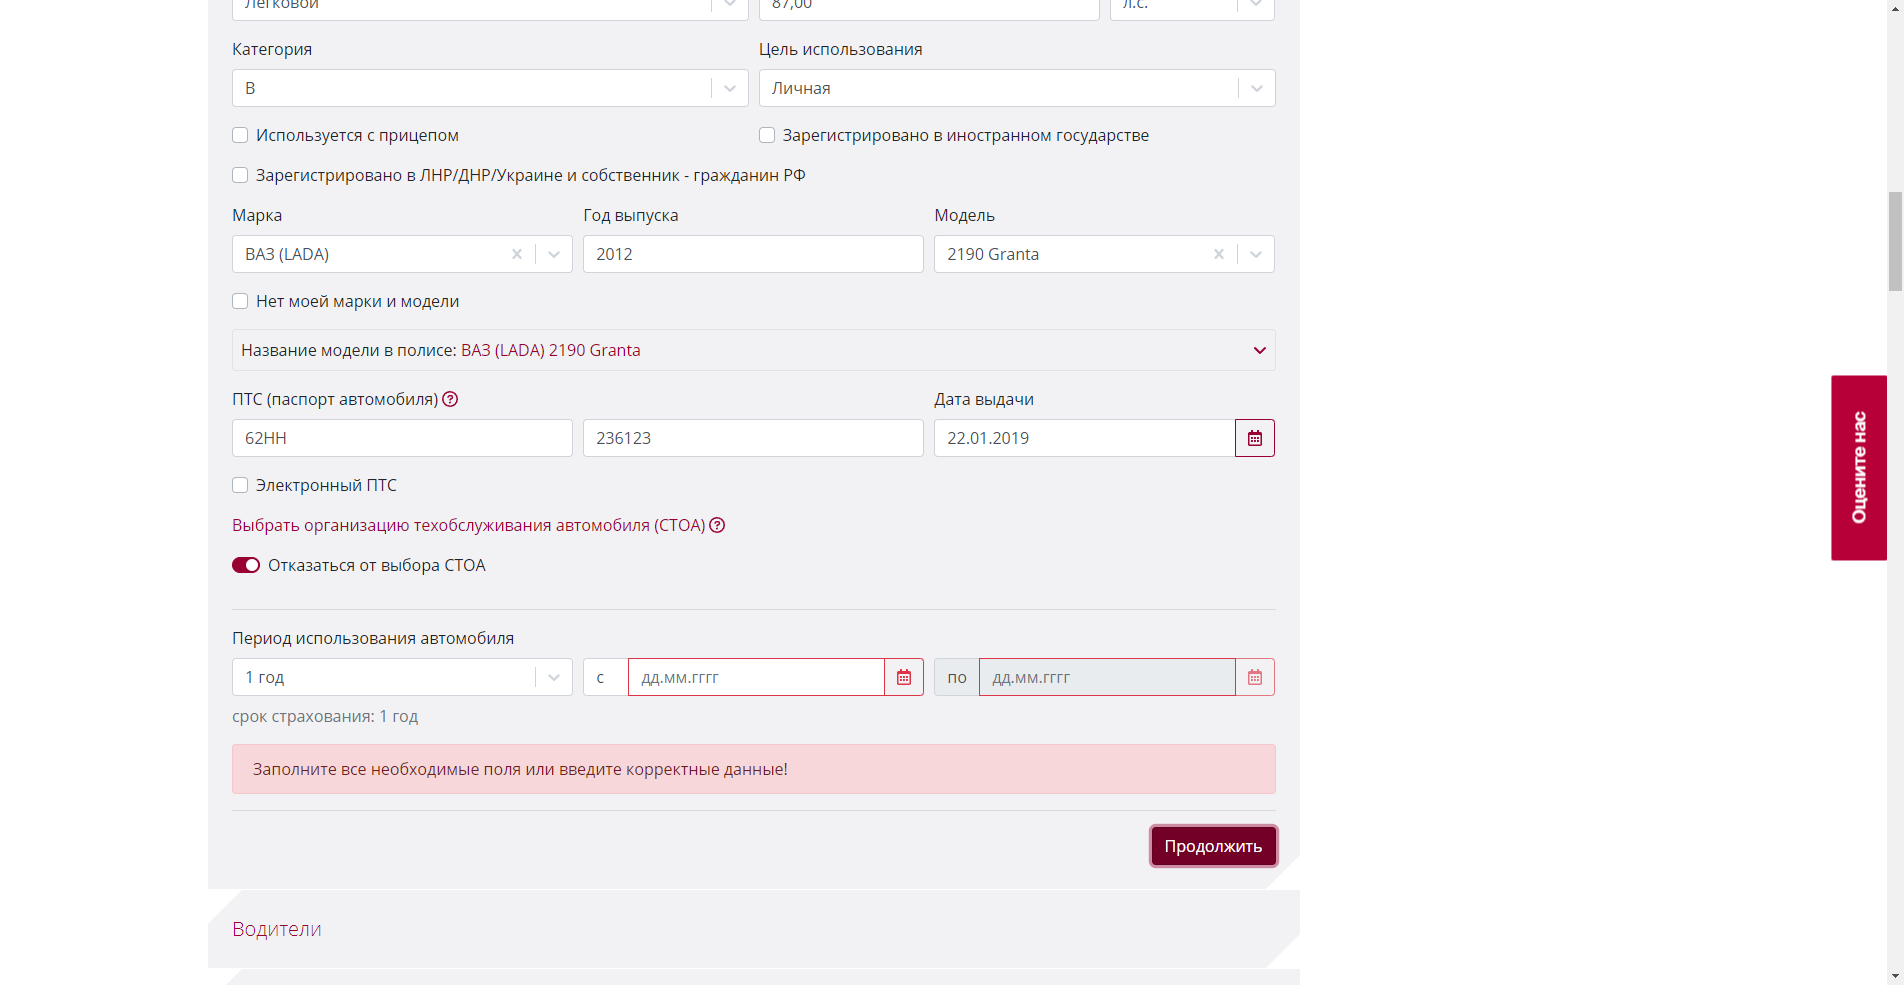 Легковой
87,00
л.с.
Категория
Цель использования
B
Личная
Используется с прицепом
Зарегистрировано в иностранном государстве
Зарегистрировано в ЛНР/ДНР/Украине и собственник - гражданин РФ
Марка
Год выпуска
Модель
ВАЗ (LADA)
2012
2190 Granta
Нет моей марки и модели
Название модели в полисе: ВАЗ (LADA) 2190 Granta
ПТС (паспорт автомобиля)
Дата выдачи
62НН
236123
22.01.2019
Электронный ПТС
Выбрать организацию техобслуживания автомобиля (СТОА)
Отказаться от выбора СТОА
Период использования автомобиля
1 год
с
дд.мм.гггг
по
дд.мм.гггг
срок страхования: 1 год
Заполните все необходимые поля или введите корректные данные!
Продолжить
Водители
Оцените нас